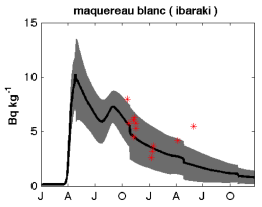 maquereau blanc ( ibaraki )
15
10
5
0
Bq kg-1
J A J O J A J O J